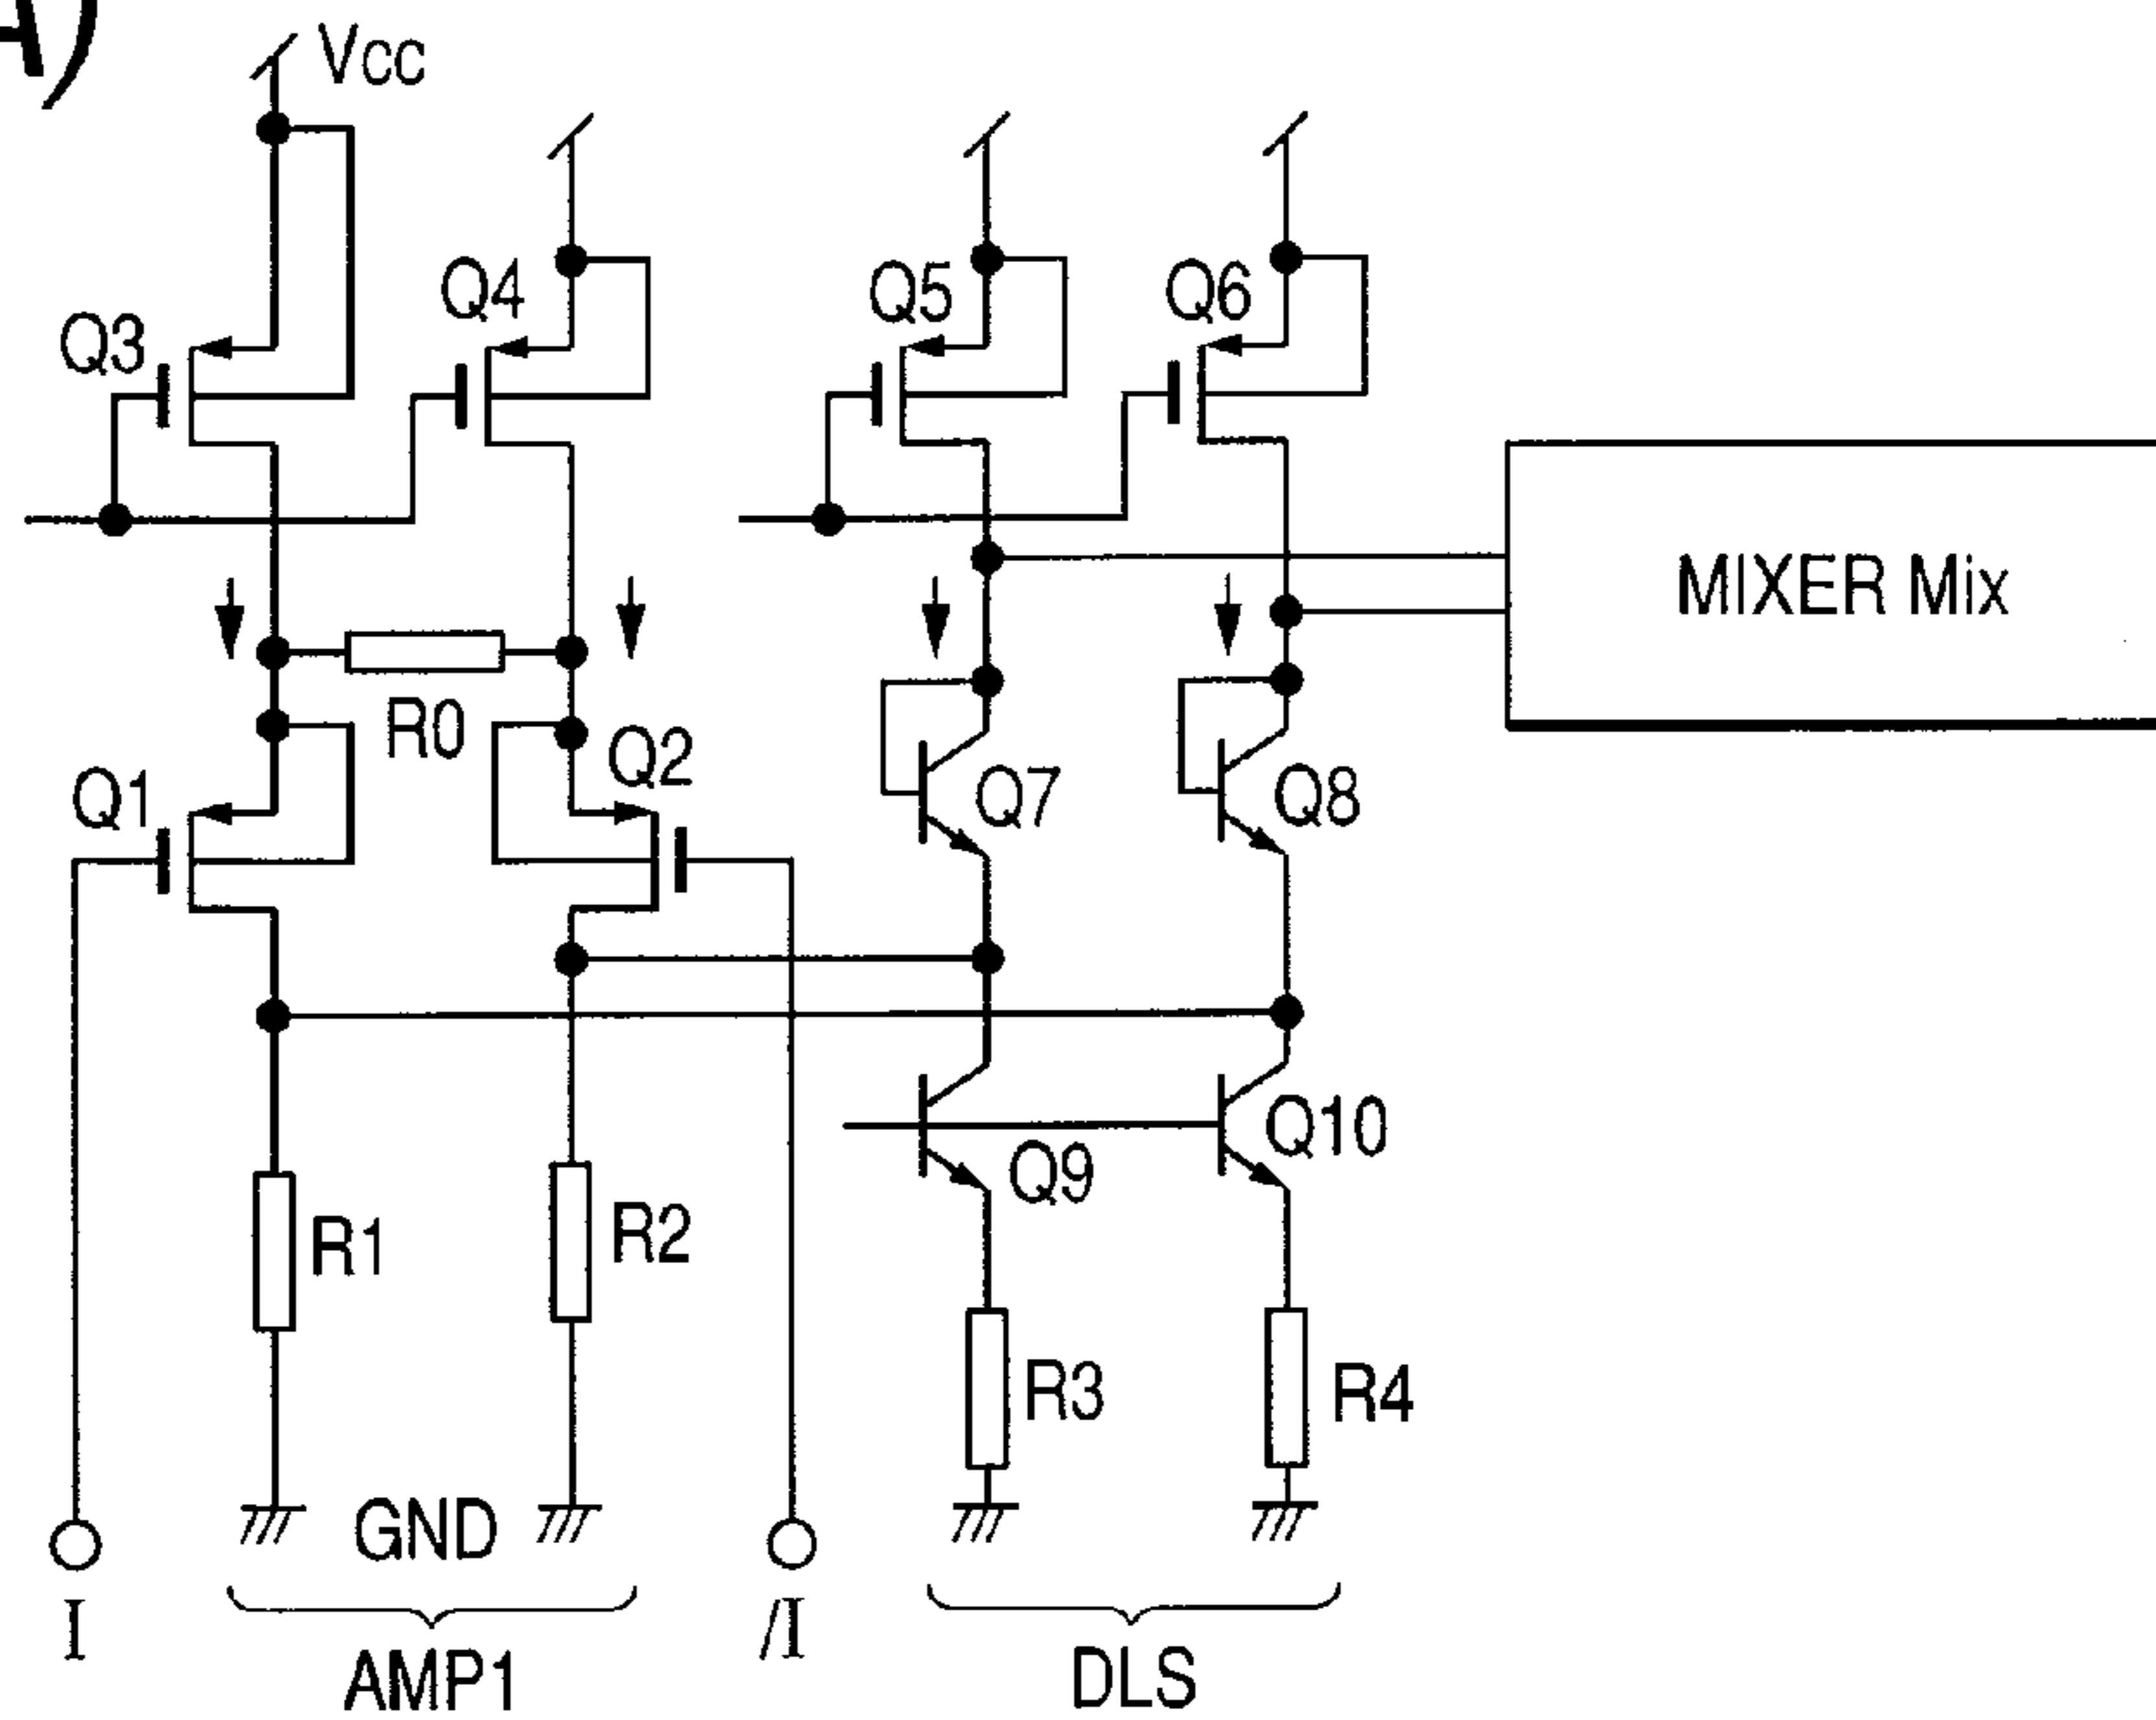 A)
Vcc
Q3
Q4
Q5
Q6
MIXER Mix
R0
Q1
Q2
Q7
Q8
Q9
Q10
R1
R2
R3
R4
GND
I
/I
AMP1
DLS